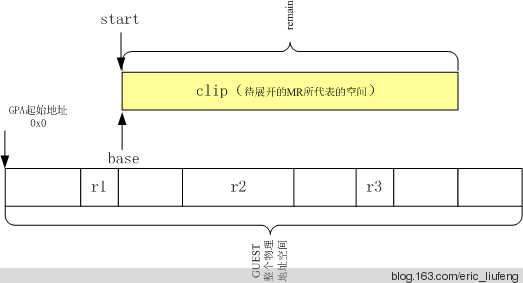 start
remain
clip（待展开的MR所代表的空间）
GPA起始地址
0x0
base
r1
r2
r3
GUEST
整个物理
地址空间
blog.163.com/eric_liufeng